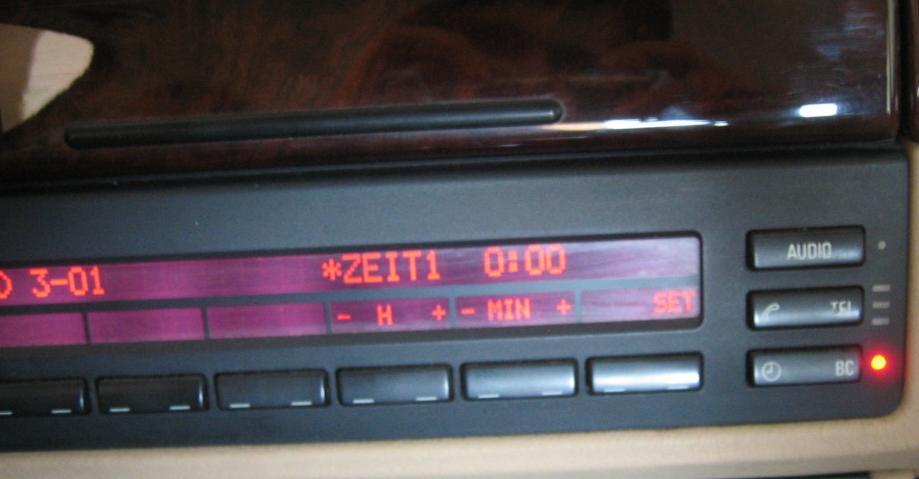 3-01 *ZEIT1 0:00
- H + - MIN + SET
AUDIO
TEL
BC